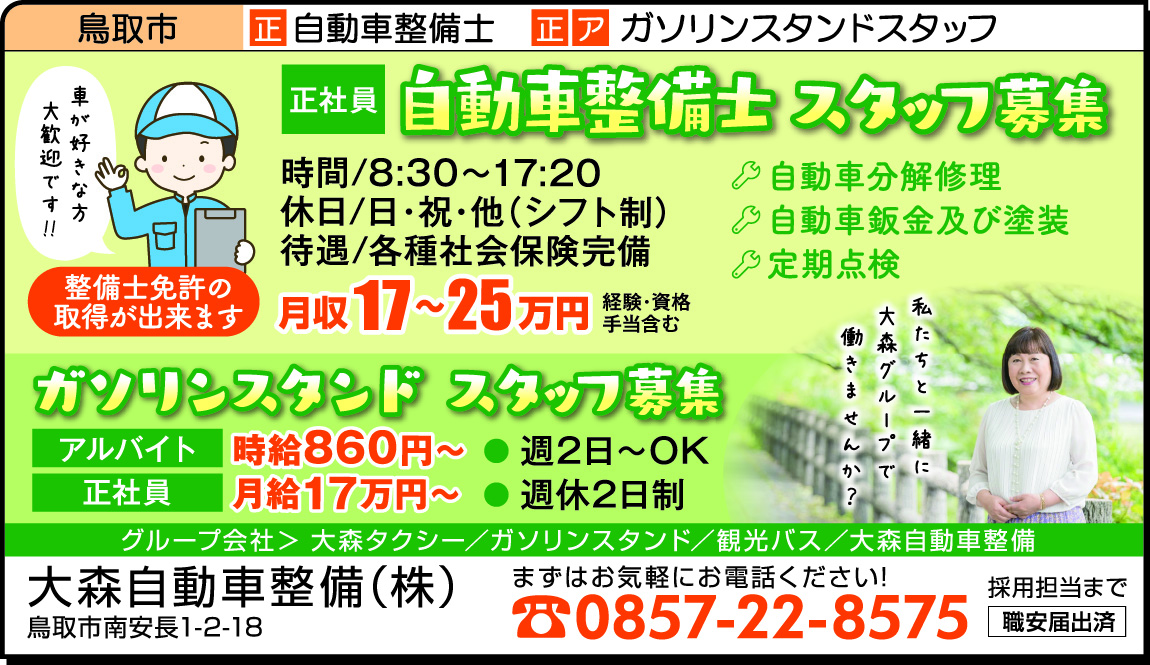 鳥取市 正 自動車整備士 正 ア ガソリンスタンドスタッフ
車が好きな方
大歓迎です!!
整備士免許の
取得が出来ます
正社員 自動車整備士 スタッフ募集
時間/8:30〜17:20
休日/日・祝・他(シフト制)
待遇/各種社会保険完備
月収17〜25万円 経験・資格
手当含む
自動車分解修理
自動車鈑金及び塗装
定期点検
私たちと一緒に
大森グループで
働きませんか?
ガソリンスタンド スタッフ募集
アルバイト 時給860円〜 ● 週2日〜OK
正社員 月給17万円〜 ● 週休2日制
グループ会社> 大森タクシー/ガソリンスタンド/観光バス/大森自動車整備
大森自動車整備(株)
鳥取市南安長1-2-18
まずはお気軽にお電話ください!
☎0857-22-8575
採用担当まで
職安届出済